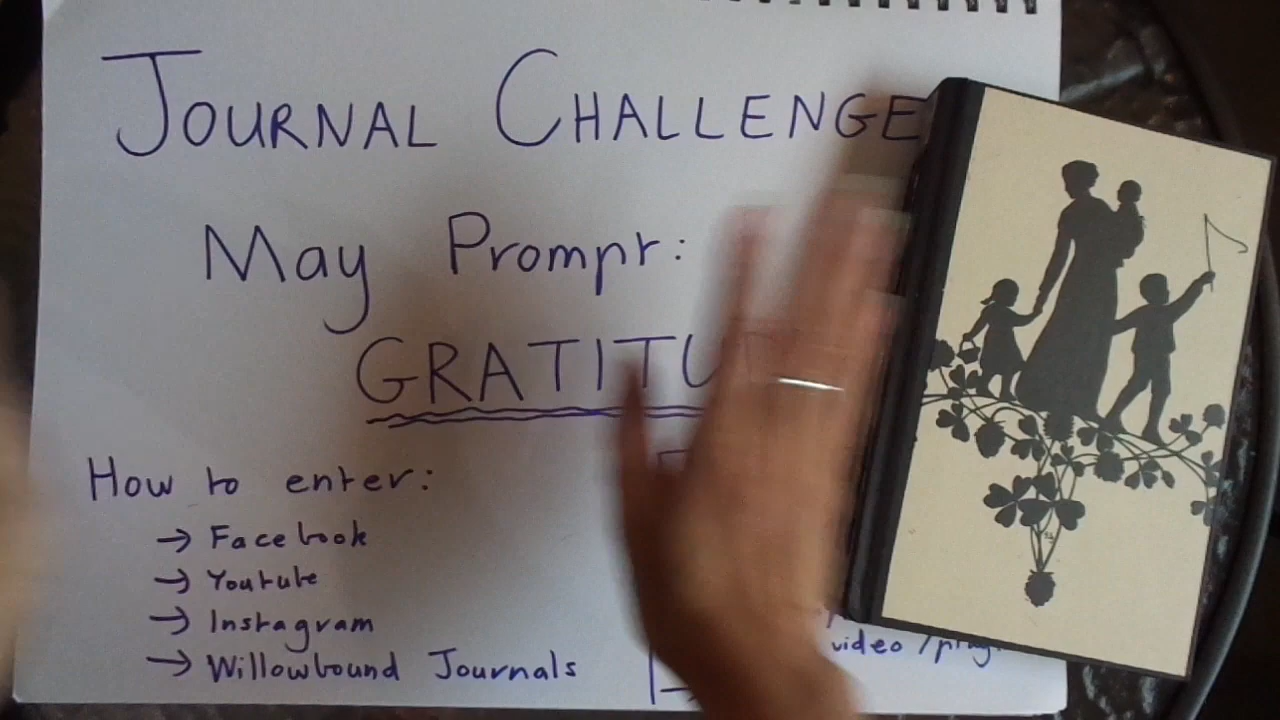 JOURNAL CHALLENGE
May Prompt:
GRATITU
How to enter:
→ Facebook
→ Youtube
→ Instagram
→ Willowbound Journals
video /